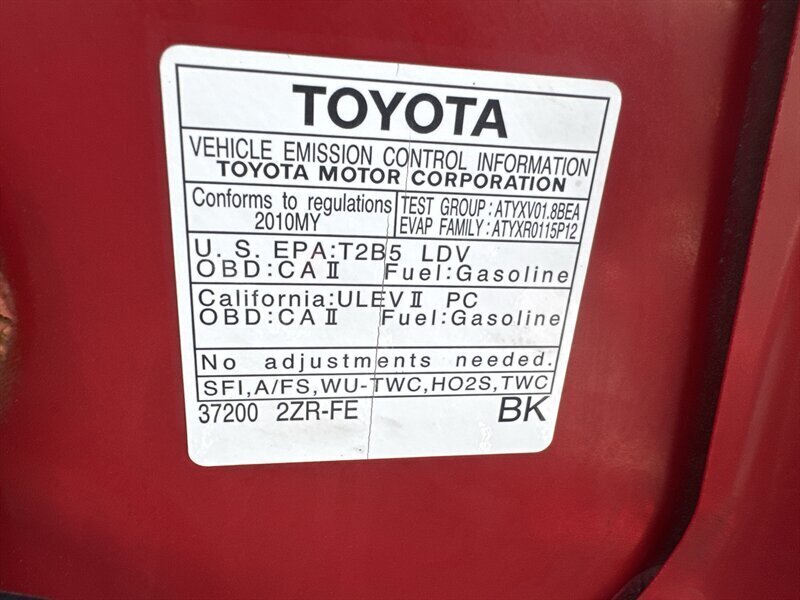 TOYOTA
VEHICLE EMISSION CONTROL INFORMATION
TOYOTA MOTOR CORPORATION
Conforms to regulations
2010MY
TEST GROUP : ATYXV01.8BEA
EVAP FAMILY: ATYXR0115P12
U. S. EPA:T2B5 LDV
OBD:CAⅡ Fuel:Gasoline
California:ULEVⅡ PC
OBD:CAⅡ Fuel:Gasoline
No adjustments needed.
SFI,A/FS,WU-TWC,HO2S,TWC
37200 2ZR-FE BK